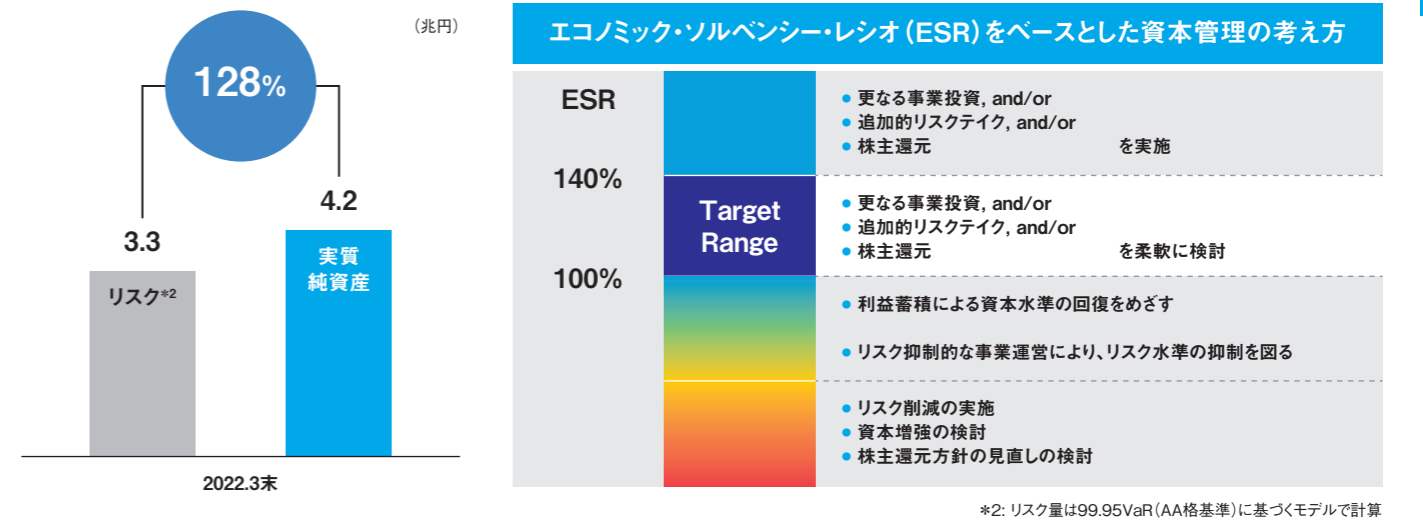 （兆円）
128%
3.3
4.2
リスク*2
実質
純資産
2022.3末
エコノミック・ソルベンシー・レシオ（ESR）をベースとした資本管理の考え方
ESR
140%
100%
Target
Range
● 更なる事業投資, and/or
● 追加的リスクテイク, and/or
● 株主還元 を実施
● 更なる事業投資, and/or
● 追加的リスクテイク, and/or
● 株主還元 を柔軟に検討
● 利益蓄積による資本水準の回復をめざす
● リスク抑制的な事業運営により、リスク水準の抑制を図る
● リスク削減の実施
● 資本増強の検討
● 株主還元方針の見直しの検討
*2: リスク量は99.95VaR（AA格基準）に基づくモデルで計算